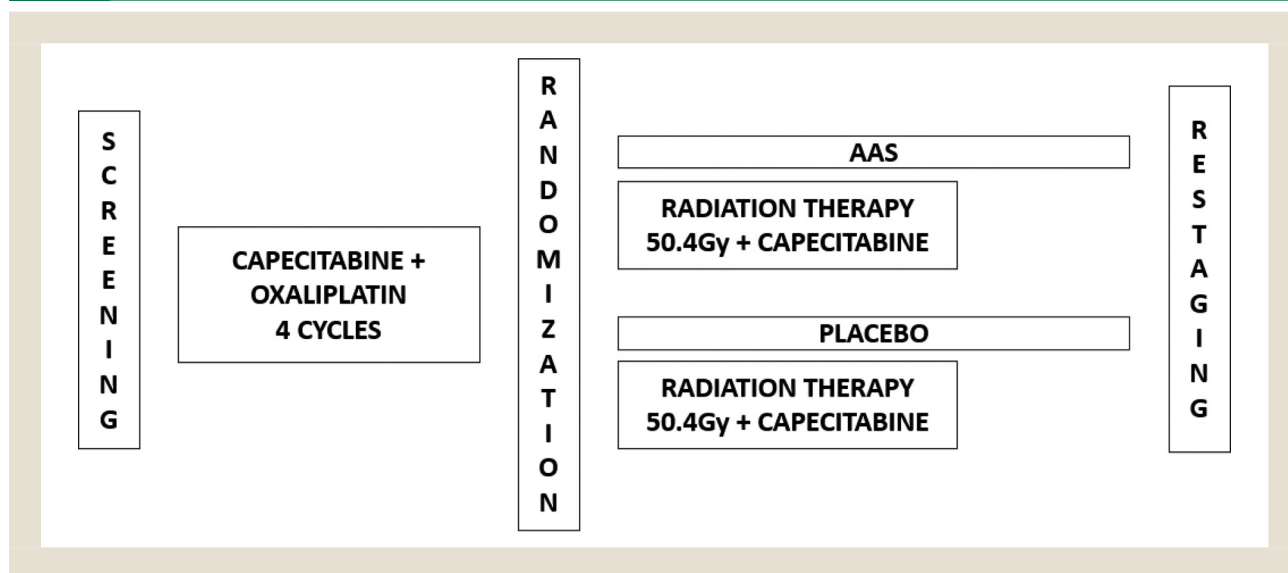 SCREENING
CAPECITABINE +
OXALIPLATIN
4 CYCLES
RANDOMIZATION
AAS
RADIATION THERAPY
50.4Gy + CAPECITABINE
PLACEBO
RADIATION THERAPY
50.4Gy + CAPECITABINE
RESTAGING